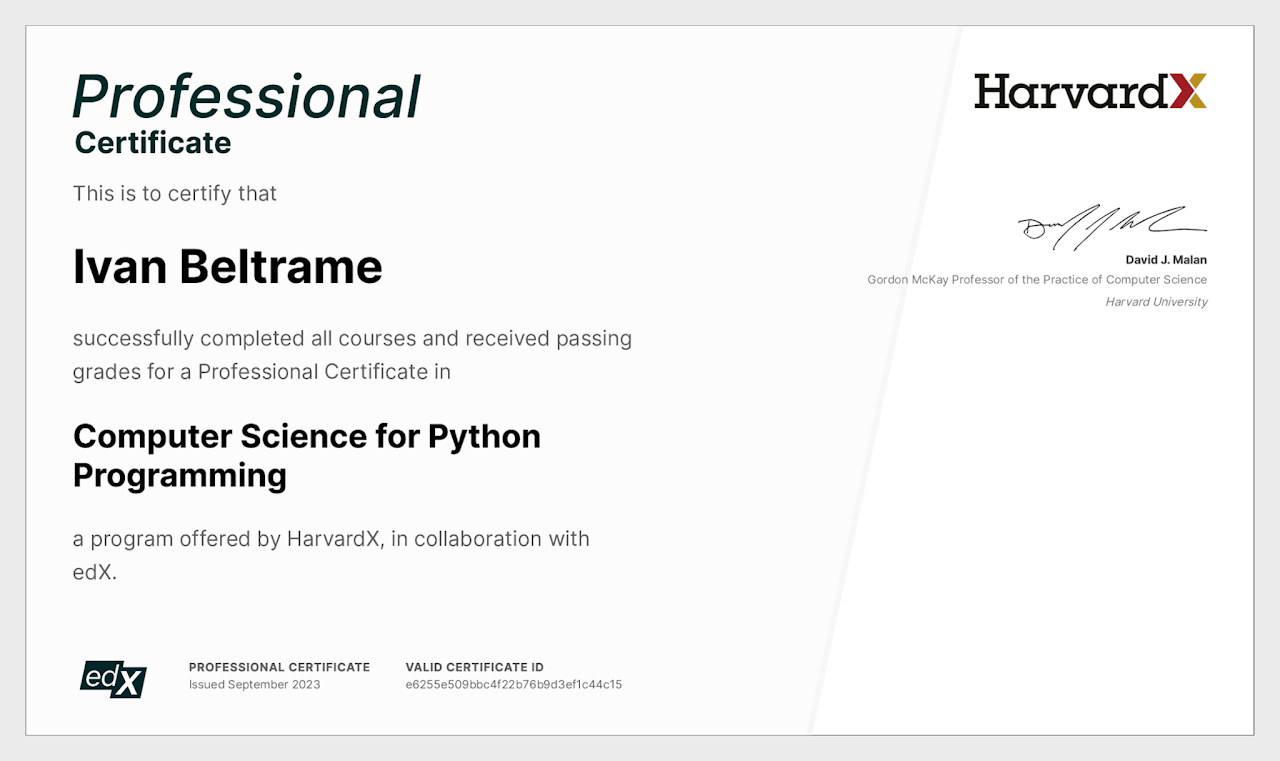 Professional
Certificate
This is to certify that
Ivan Beltrame
successfully completed all courses and received passing
grades for a Professional Certificate in
Computer Science for Python
Programming
a program offered by HarvardX, in collaboration with
edX.
edX
PROFESSIONAL CERTIFICATE
Issued September 2023
VALID CERTIFICATE ID
e6255e509bbc4f22b76b9d3ef1c44c15
HarvardX
David J. Malan
Gordon McKay Professor of the Practice of Computer Science
Harvard University